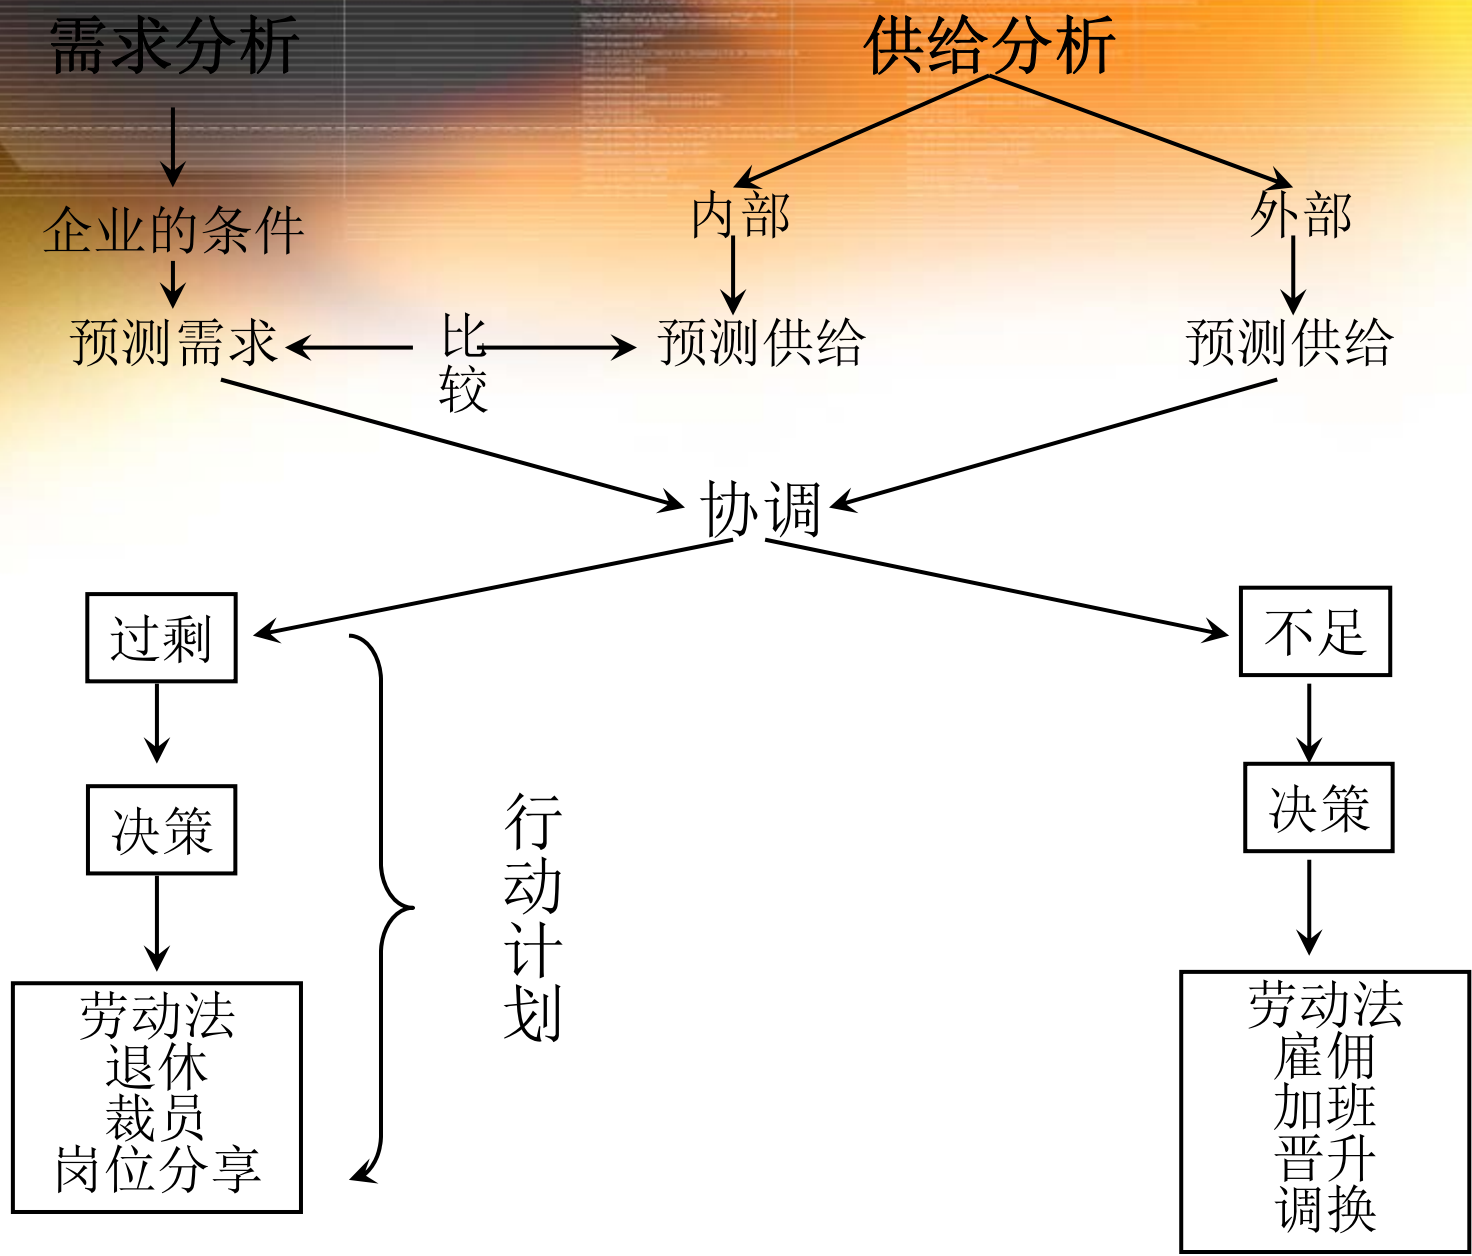 需求分析
供给分析
企业的条件
内部
外部
预测需求
比
较
预测供给
预测供给
协调
过剩
不足
决策
决策
行
动
计
划
劳动法
退休
裁员
岗位分享
劳动法
雇佣
加班
晋升
调换